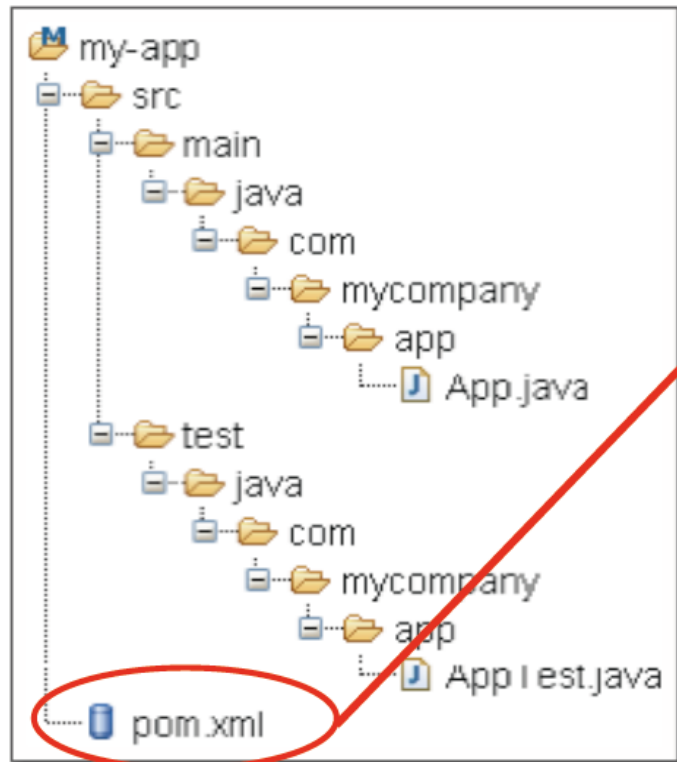 my-app
src
main
java
com
mycompany
app
App.java
test
java
com
mycompany
app
AppTest.java
pom.xml